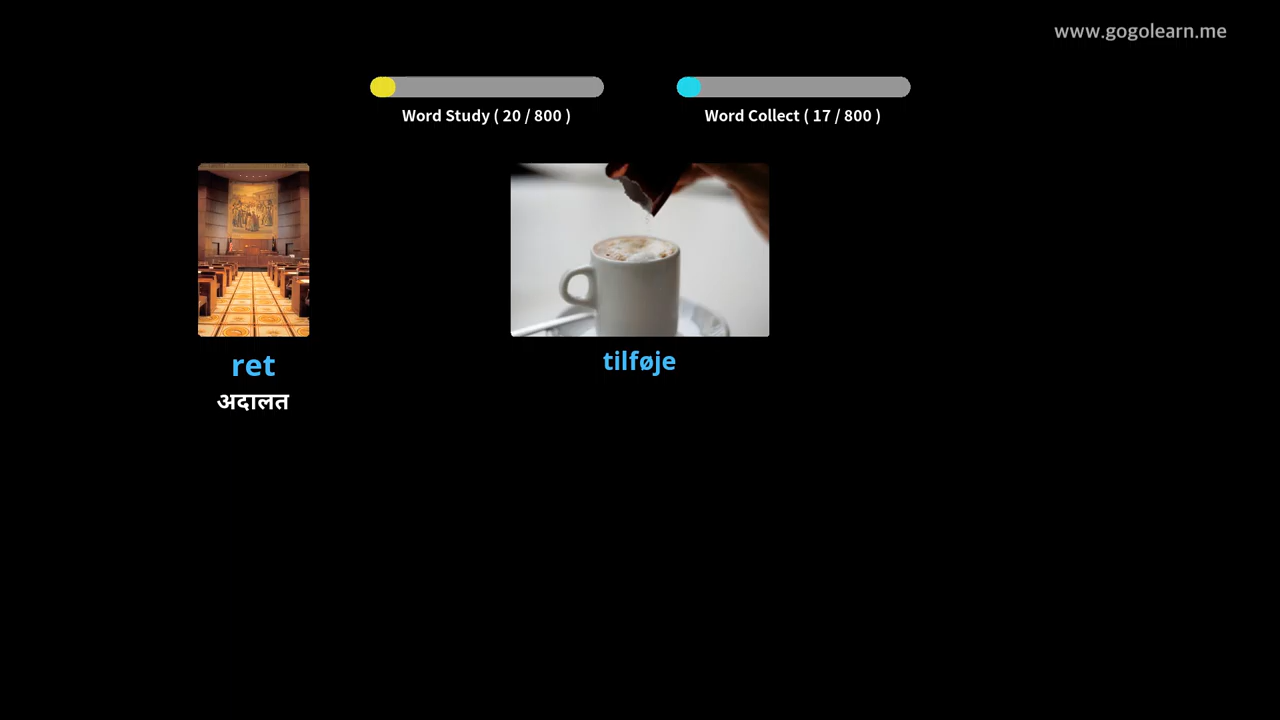 www.gogolearn.me
Word Study ( 20 / 800 )
Word Collect ( 17 / 800 )
ret
tilføje
अदालत